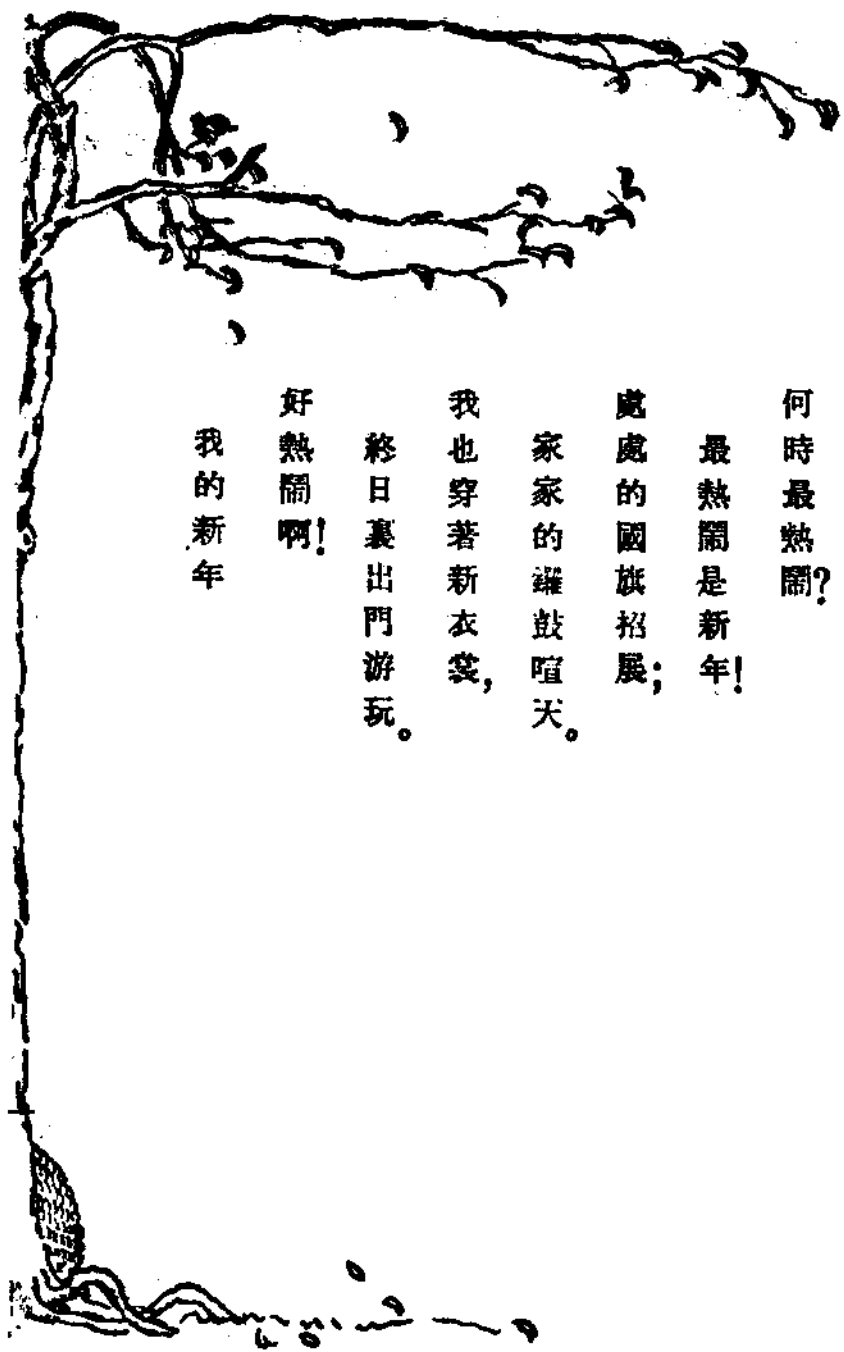 何時最熱鬧?
最熱鬧是新年!
處處的國旗招展;
家家的鑼鼓喧天。
我也穿著新衣裳,
終日裏出門游玩。
好熱鬧啊!
我的新年